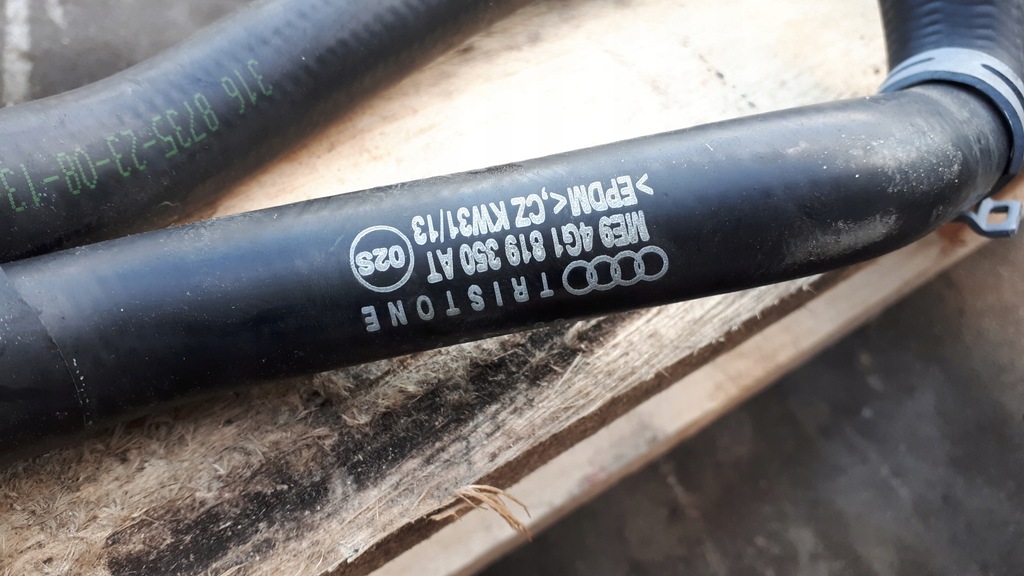 TRISTONE
ME9 4G1 819 350 AT
>EPDM<,CZ KW31/13
02S
316 8735-23-08-13